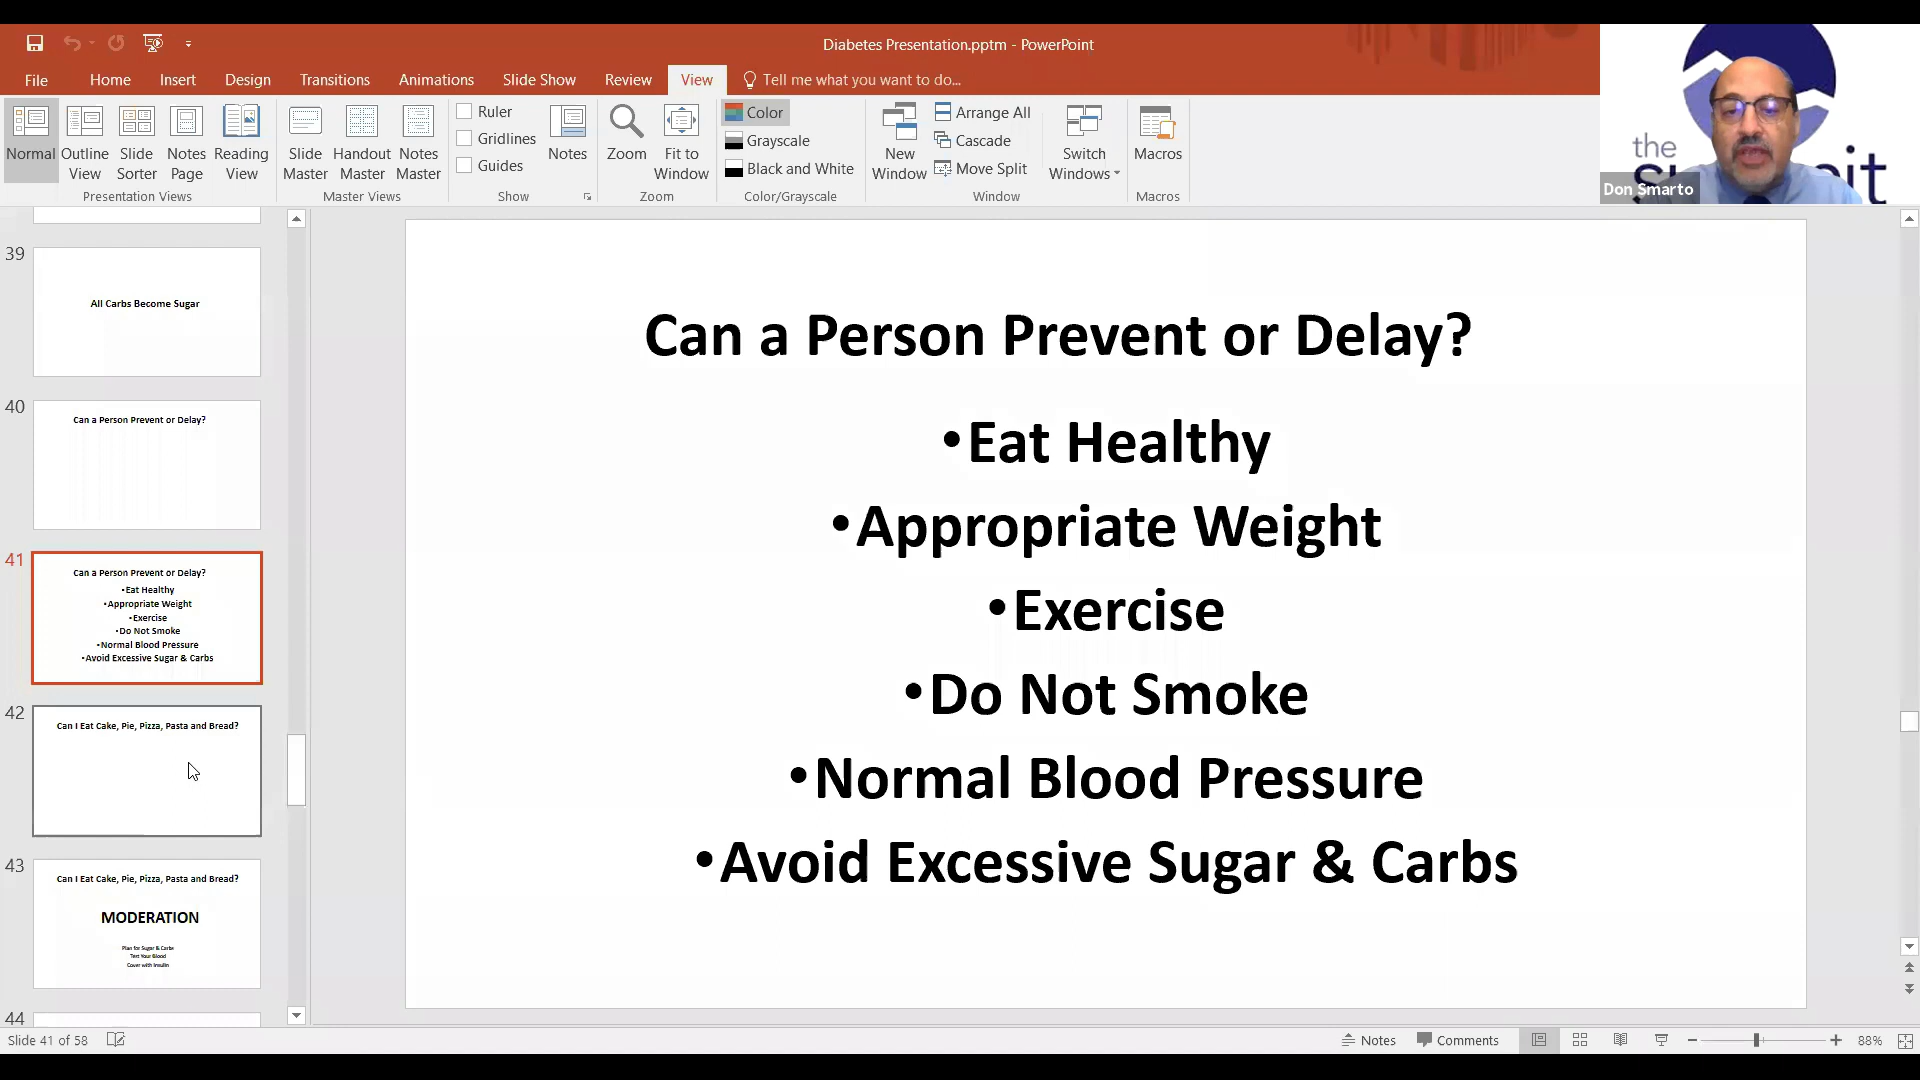 Diabetes Presentation.pptm - PowerPoint
File Home Insert Design Transitions Animations Slide Show Review View Tell me what you want to do...
Normal
Outline View
Slide Sorter
Notes Page
Reading View
Presentation Views
Slide Master
Handout Master
Notes Master
Master Views
Ruler
Gridlines
Guides
Notes
Show
Zoom
Fit to Window
Zoom
Color
Grayscale
Black and White
Color/Grayscale
New Window
Arrange All
Cascade
Move Split
Switch Windows
Window
Macros
Macros
the
Don Smarto
39
All Carbs Become Sugar
40
Can a Person Prevent or Delay?
41
Can a Person Prevent or Delay?
•Eat Healthy
•Appropriate Weight
•Exercise
•Do Not Smoke
•Normal Blood Pressure
•Avoid Excessive Sugar & Carbs
42
Can I Eat Cake, Pie, Pizza, Pasta and Bread?
43
Can I Eat Cake, Pie, Pizza, Pasta and Bread?
MODERATION
Plan for Sugar & Carbs
Test Your Blood
Cover with Insulin
44
Can a Person Prevent or Delay?
•Eat Healthy
•Appropriate Weight
•Exercise
•Do Not Smoke
•Normal Blood Pressure
•Avoid Excessive Sugar & Carbs
Slide 41 of 58
Notes
Comments
88%